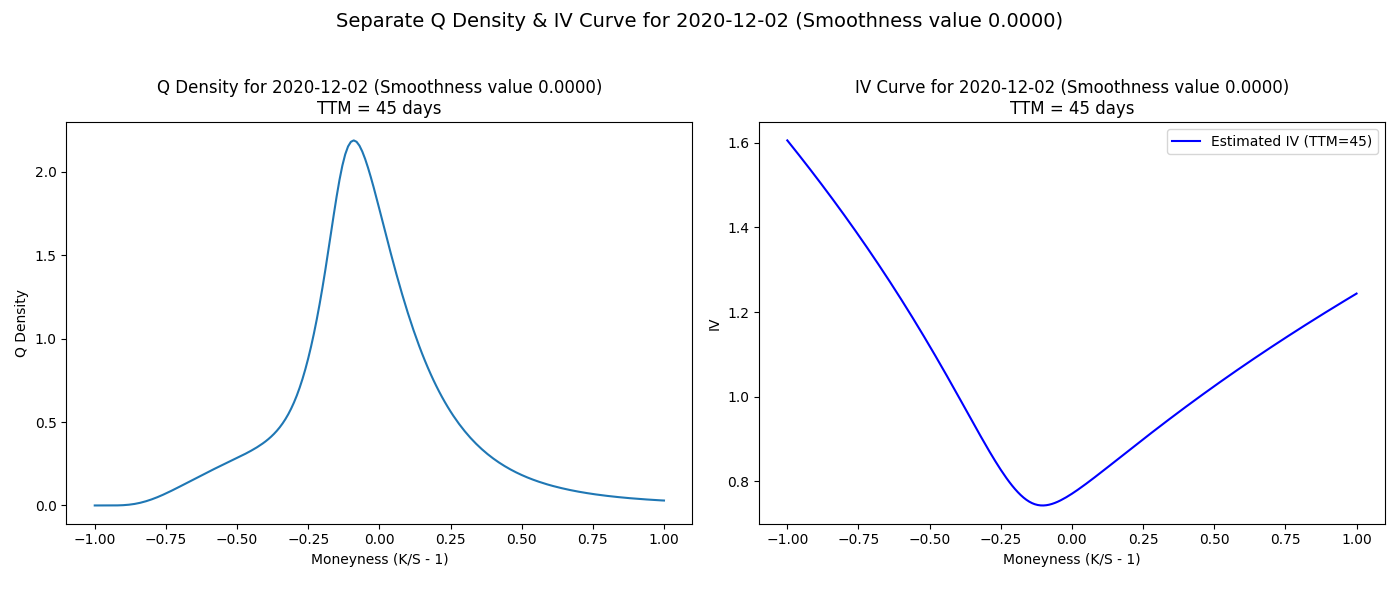 Separate Q Density & IV Curve for 2020-12-02 (Smoothness value 0.0000)
Q Density for 2020-12-02 (Smoothness value 0.0000)
TTM = 45 days
Q Density
2.0
1.5
1.0
0.5
0.0
−1.00 −0.75 −0.50 −0.25 0.00 0.25 0.50 0.75 1.00
Moneyness (K/S - 1)
IV Curve for 2020-12-02 (Smoothness value 0.0000)
TTM = 45 days
Estimated IV (TTM=45)
IV
1.6
1.4
1.2
1.0
0.8
−1.00 −0.75 −0.50 −0.25 0.00 0.25 0.50 0.75 1.00
Moneyness (K/S - 1)